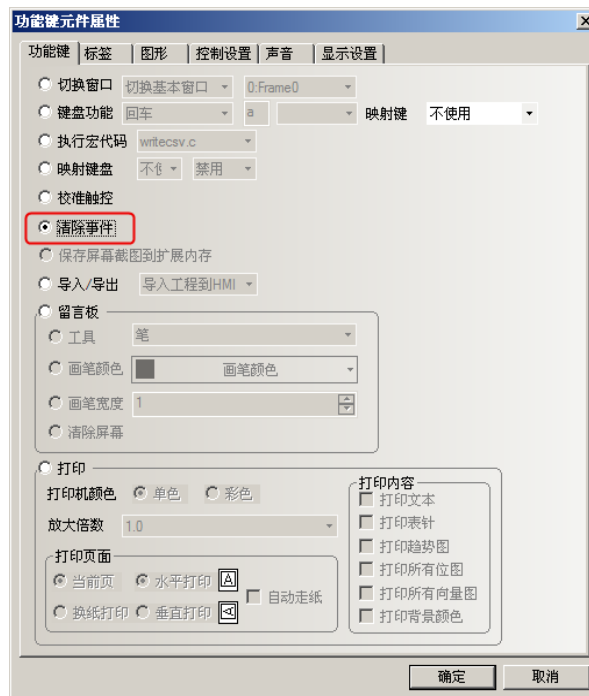 功能键元件属性
功能键 标签 图形 控制设置 声音 显示设置
切换窗口 切换基本窗口 0:Frame0
键盘功能 回车 a 映射键 不使用
执行宏代码 writecsv.c
映射键盘 禁用
校准触控
清除事件
保存屏幕截图到扩展内存
导入/导出 导入工程到HMI
留言板
工具 笔
画笔颜色 画笔颜色
画笔宽度 1
清除屏幕
打印
打印机颜色 单色 彩色
放大倍数 1.0
打印页面
当前页 水平打印 A
换纸打印 垂直打印 A
自动走纸
打印内容
打印文本
打印表针
打印趋势图
打印所有位图
打印所有向量图
打印背景颜色
确定 取消